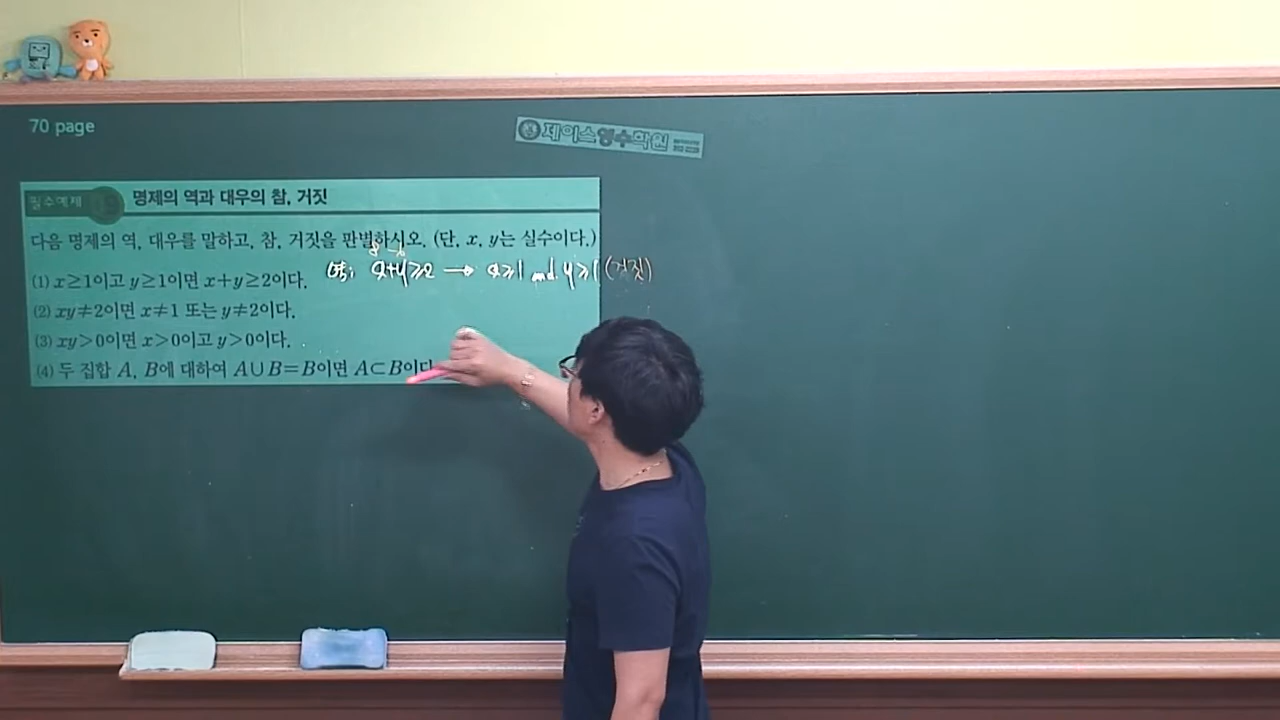 70 page
제이스영수학원
필수예제 명제의 역과 대우의 참, 거짓
다음 명제의 역, 대우를 말하고, 참, 거짓을 판별하시오. (단, x, y는 실수이다.)
(1) x≥1이고 y≥1이면 x+y≥2이다. 역: x+y≥2 → x≥1 and y≥1 (거짓)
(2) xy≠2이면 x≠1 또는 y≠2이다.
(3) xy>0이면 x>0이고 y>0이다.
(4) 두 집합 A, B에 대하여 A∪B=B이면 A⊂B이다